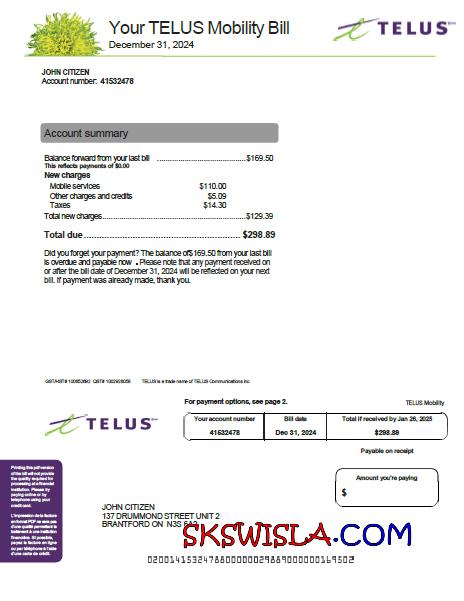 Your TELUS Mobility Bill
December 31, 2024
TELUS
JOHN CITIZEN
Account number: 41532478
Account summary
Balance forward from your last bill ..............................$169.50
This reflects payments of $0.00
New charges
Mobile services $110.00
Other charges and credits $5.09
Taxes $14.30
Total new charges..................................................$129.39
Total due................................................... $298.89
Did you forget your payment? The balance of$169.50 from your last bill
is overdue and payable now . Please note that any payment received on
or after the bill date of December 31, 2024 will be reflected on your next
bill. If payment was already made, thank you.
TELUS is a trade name of TELUS Communications Inc.
For payment options, see page 2.
TELUS Mobility
TELUS
Your account number Bill date Total if received by Jan 26, 2025
41532478 Dec 31, 2024 $298.89
Payable on receipt
Amount you're paying
$
Printing this pdf version
of the bill will not provide
the quality required for
processing at a financial
institution. Please try
paying online or by
telephone using your
credit card.
L'impression de la facture
en format PDF ne sera pas
d'une qualité permettant le
traitement à une institution
financière. Si possible,
payez la facture en ligne
ou par téléphone à l'aide
d'une carte de crédit.
JOHN CITIZEN
137 DRUMMOND STREET UNIT 2
BRANTFORD ON N3S
SKSWISLA.COM